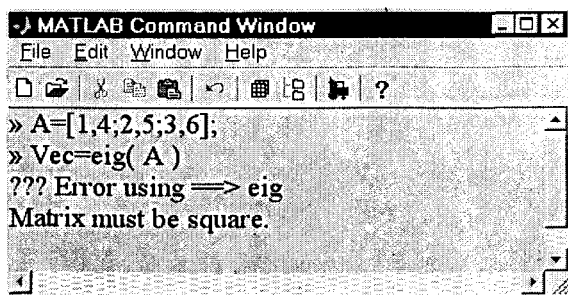 MATLAB Command Window
File Edit Window Help
?
» A=[1,4;2,5;3,6];
» Vec=eig( A )
??? Error using ==> eig
Matrix must be square.